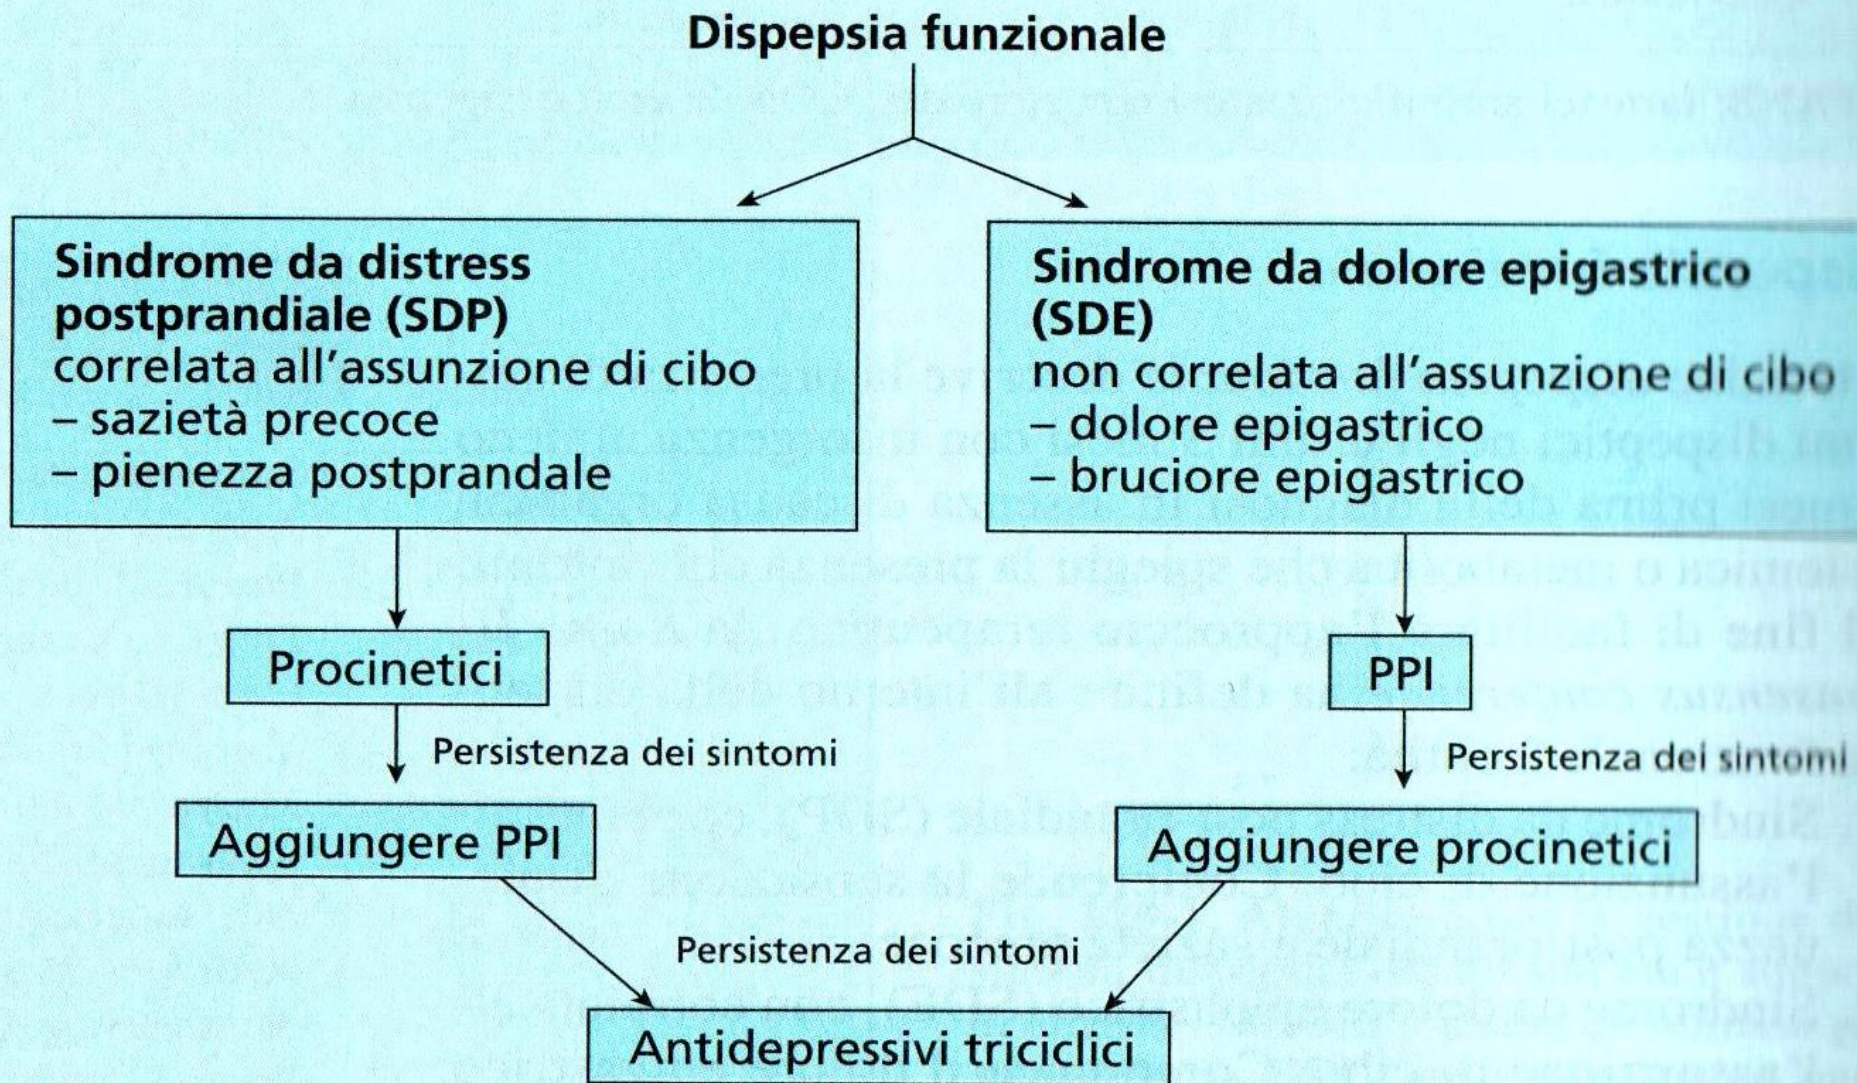 Dispepsia funzionale
Sindrome da distress
postprandiale (SDP)
correlata all'assunzione di cibo
– sazietà precoce
– pienezza postprandale
Sindrome da dolore epigastrico
(SDE)
non correlata all'assunzione di cibo
– dolore epigastrico
– bruciore epigastrico
Procinetici
PPI
Persistenza dei sintomi
Persistenza dei sintomi
Aggiungere PPI
Aggiungere procinetici
Persistenza dei sintomi
Antidepressivi triciclici